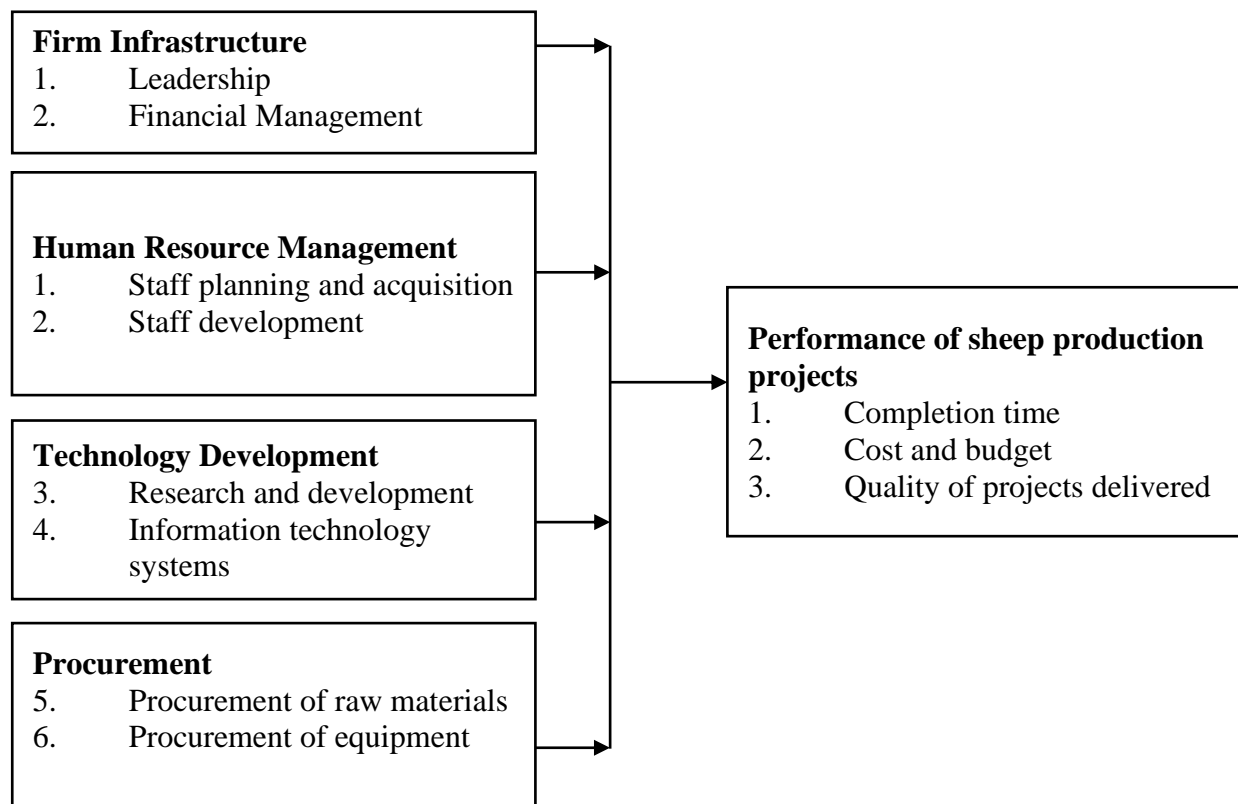 Firm Infrastructure
1. Leadership
2. Financial Management
Human Resource Management
1. Staff planning and acquisition
2. Staff development
Technology Development
3. Research and development
4. Information technology
systems
Procurement
5. Procurement of raw materials
6. Procurement of equipment
Performance of sheep production
projects
1. Completion time
2. Cost and budget
3. Quality of projects delivered